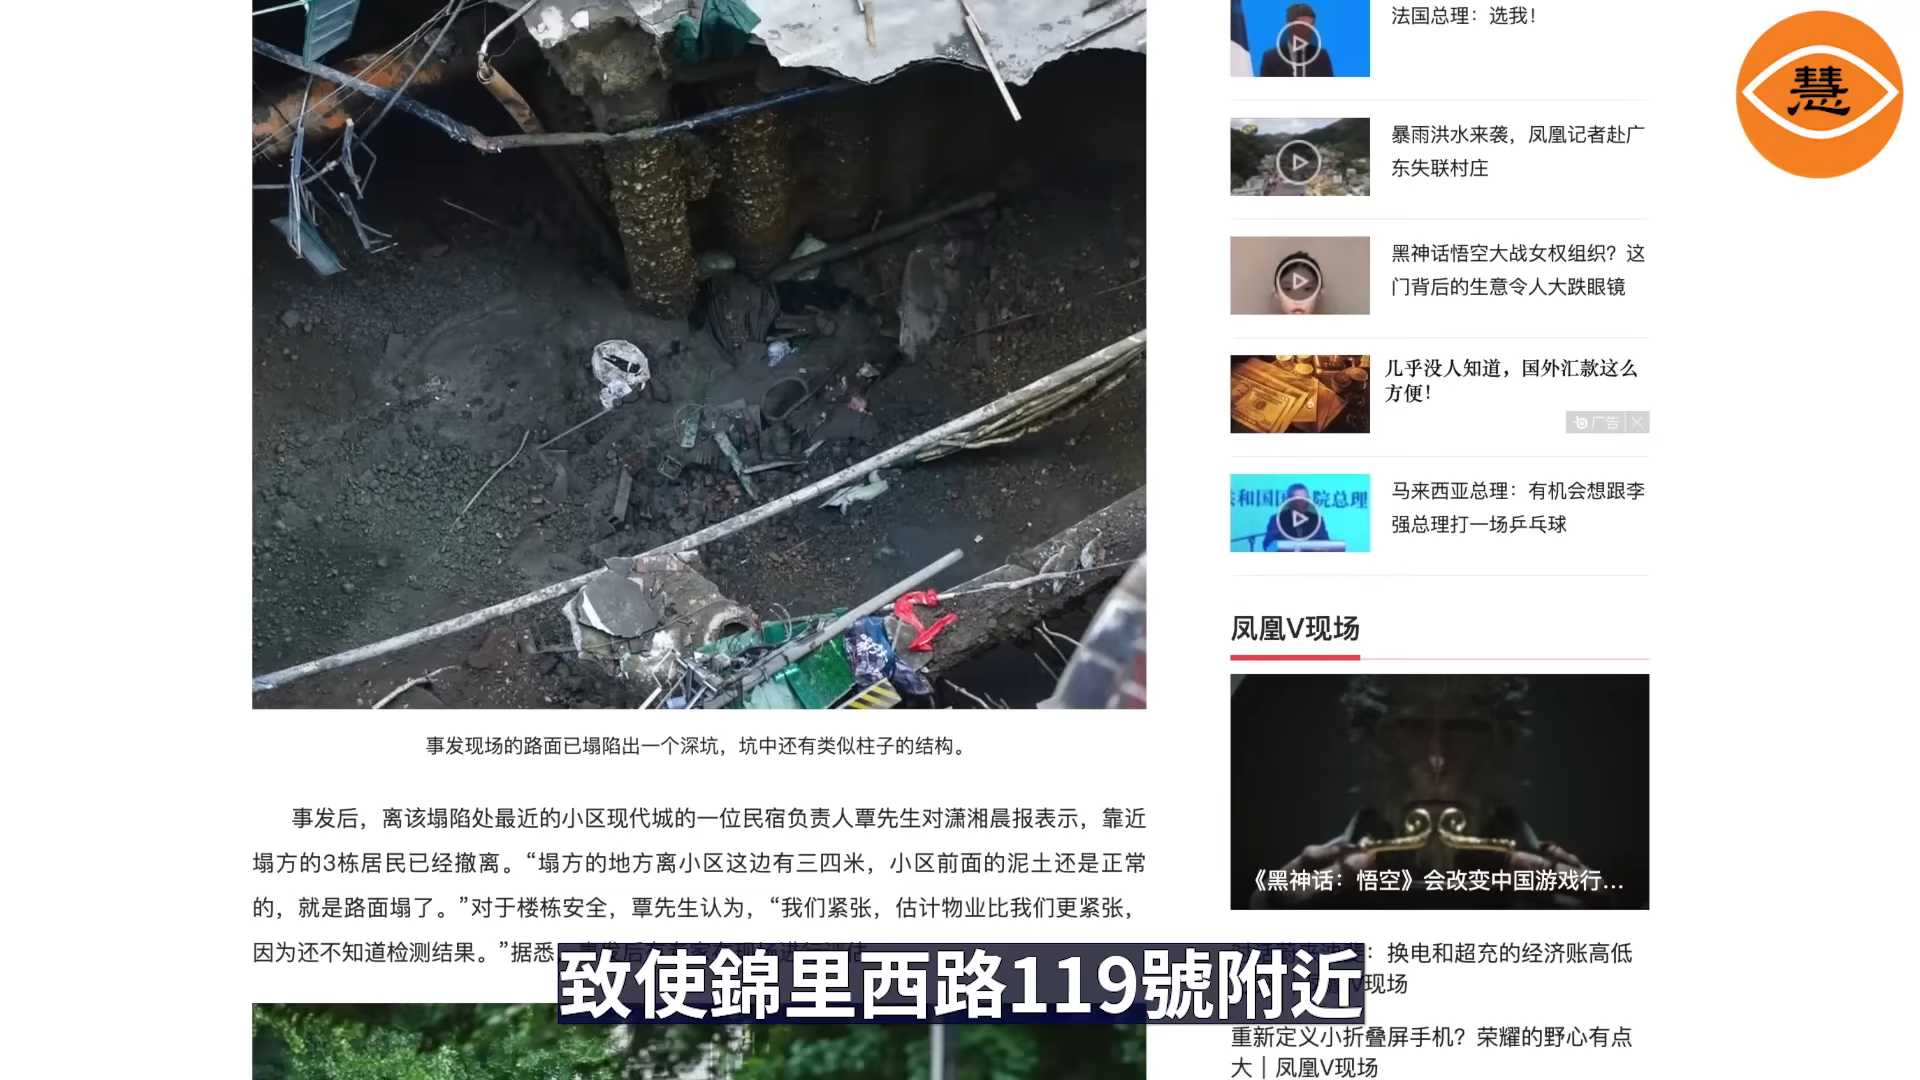 慧
法国总理：选我！
暴雨洪水来袭，凤凰记者赴广
东失联村庄
黑神话悟空大战女权组织？这
门背后的生意令人大跌眼镜
几乎没人知道，国外汇款这么
方便！
广告
马来西亚总理：有机会想跟李
强总理打一场乒乓球
凤凰V现场
《黑神话：悟空》会改变中国游戏行...
：换电和超充的经济账高低
V现场
重新定义小折叠屏手机？荣耀的野心有点
大｜凤凰V现场
事发现场的路面已塌陷出一个深坑，坑中还有类似柱子的结构。
事发后，离该塌陷处最近的小区现代城的一位民宿负责人覃先生对潇湘晨报表示，靠近
塌方的3栋居民已经撤离。“塌方的地方离小区这边有三四米，小区前面的泥土还是正常
的，就是路面塌了。”对于楼栋安全，覃先生认为，“我们紧张，估计物业比我们更紧张，
因为还不知道检测结果。”据悉
致使錦里西路119號附近